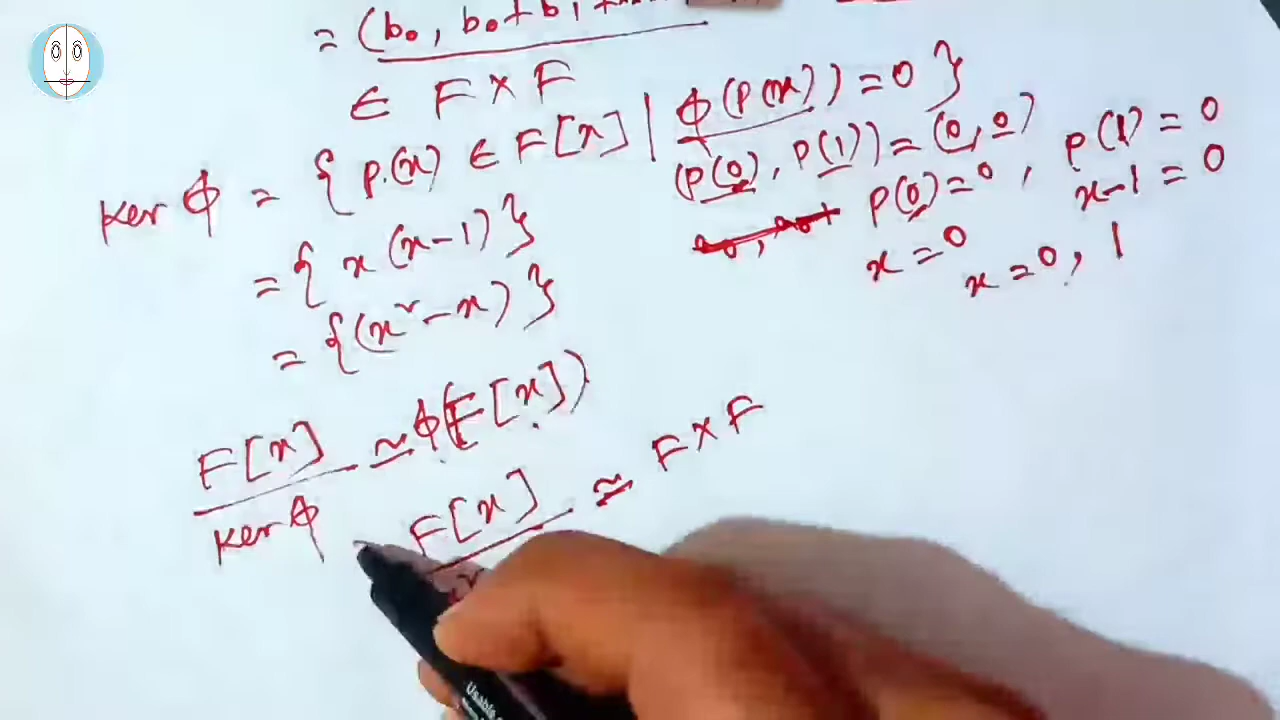 = (b₀, b₀+b₁+
∈ F×F
ker φ = {p(x) ∈ F[x] | φ(p(x)) = 0}
(p(0), p(1)) = (0, 0)
p(0) = 0, p(1) = 0
= {x(x-1)}
x = 0 x-1 = 0
x = 0, 1
= {(x²-x)}
F[x] / ker φ ≃ φ(F[x])
F[x] ≃ F×F
Usable